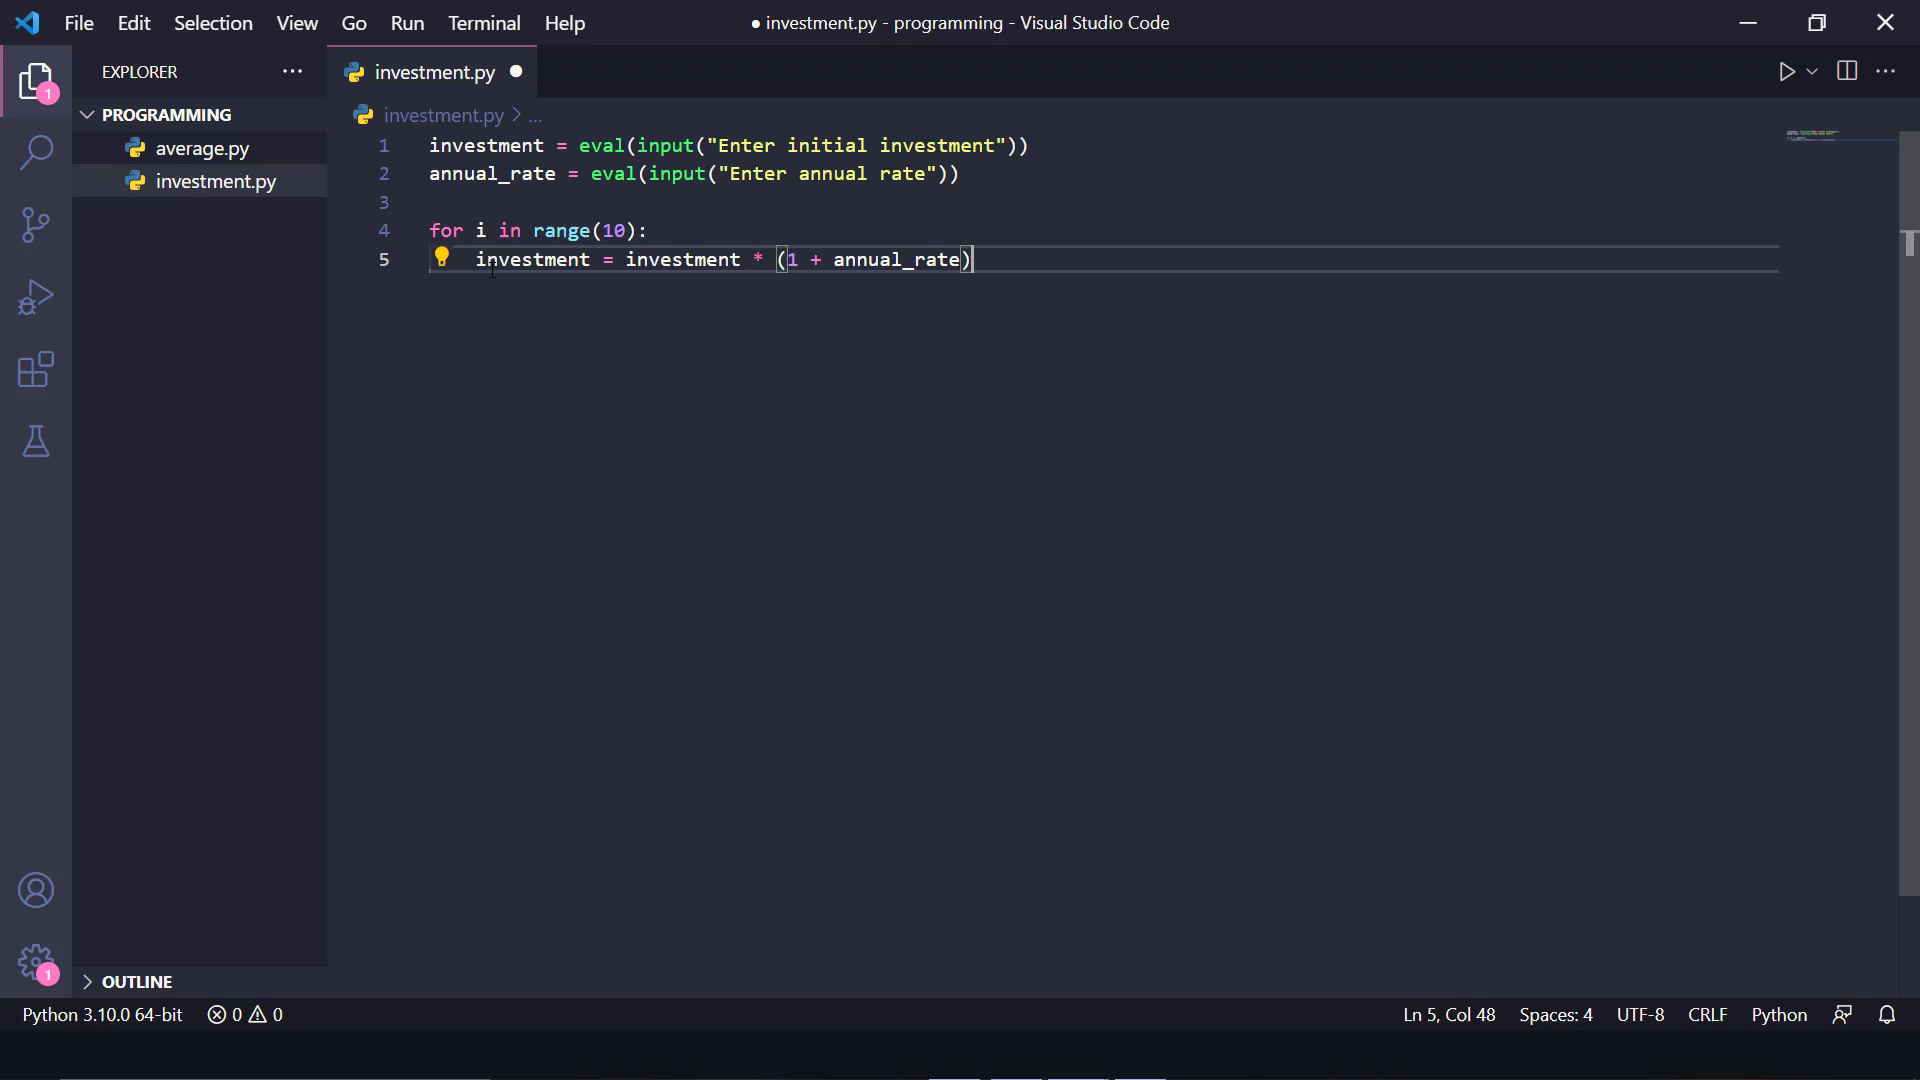 File Edit Selection View Go Run Terminal Help ● investment.py - programming - Visual Studio Code
EXPLORER ···
investment.py
PROGRAMMING
average.py
investment.py
investment.py > ...
1 investment = eval(input("Enter initial investment"))
2 annual_rate = eval(input("Enter annual rate"))
3
4 for i in range(10):
5 investment = investment * (1 + annual_rate)
1
1
OUTLINE
Python 3.10.0 64-bit 0 0 Ln 5, Col 48 Spaces: 4 UTF-8 CRLF Python